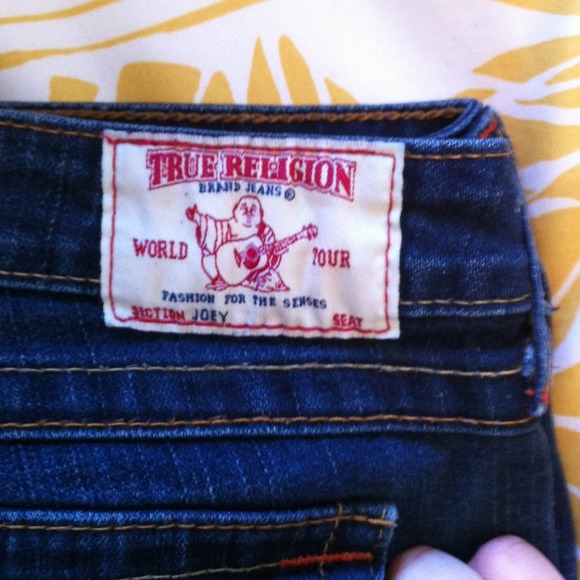 TRUE RELIGION
BRAND JEANS®
WORLD TOUR
FASHION FOR THE SENSES
SECTION JOEY SEAT